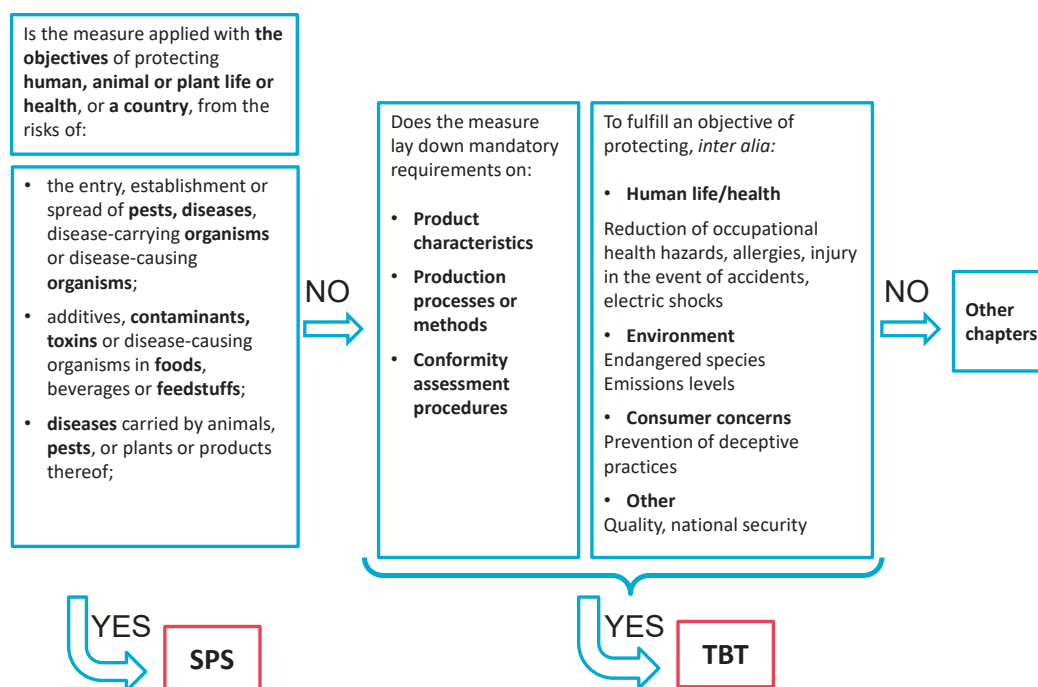 Is the measure applied with the
objectives of protecting
human, animal or plant life or
health, or a country, from the
risks of:
• the entry, establishment or
spread of pests, diseases,
disease-carrying organisms
or disease-causing
organisms;
• additives, contaminants,
toxins or disease-causing
organisms in foods,
beverages or feedstuffs;
• diseases carried by animals,
pests, or plants or products
thereof;
YES
SPS
NO
Does the measure
lay down mandatory
requirements on:
• Product
characteristics
• Production
processes or
methods
• Conformity
assessment
procedures
To fulfill an objective of
protecting, inter alia:
• Human life/health
Reduction of occupational
health hazards, allergies, injury
in the event of accidents,
electric shocks
• Environment
Endangered species
Emissions levels
• Consumer concerns
Prevention of deceptive
practices
• Other
Quality, national security
YES
TBT
NO
Other
chapters